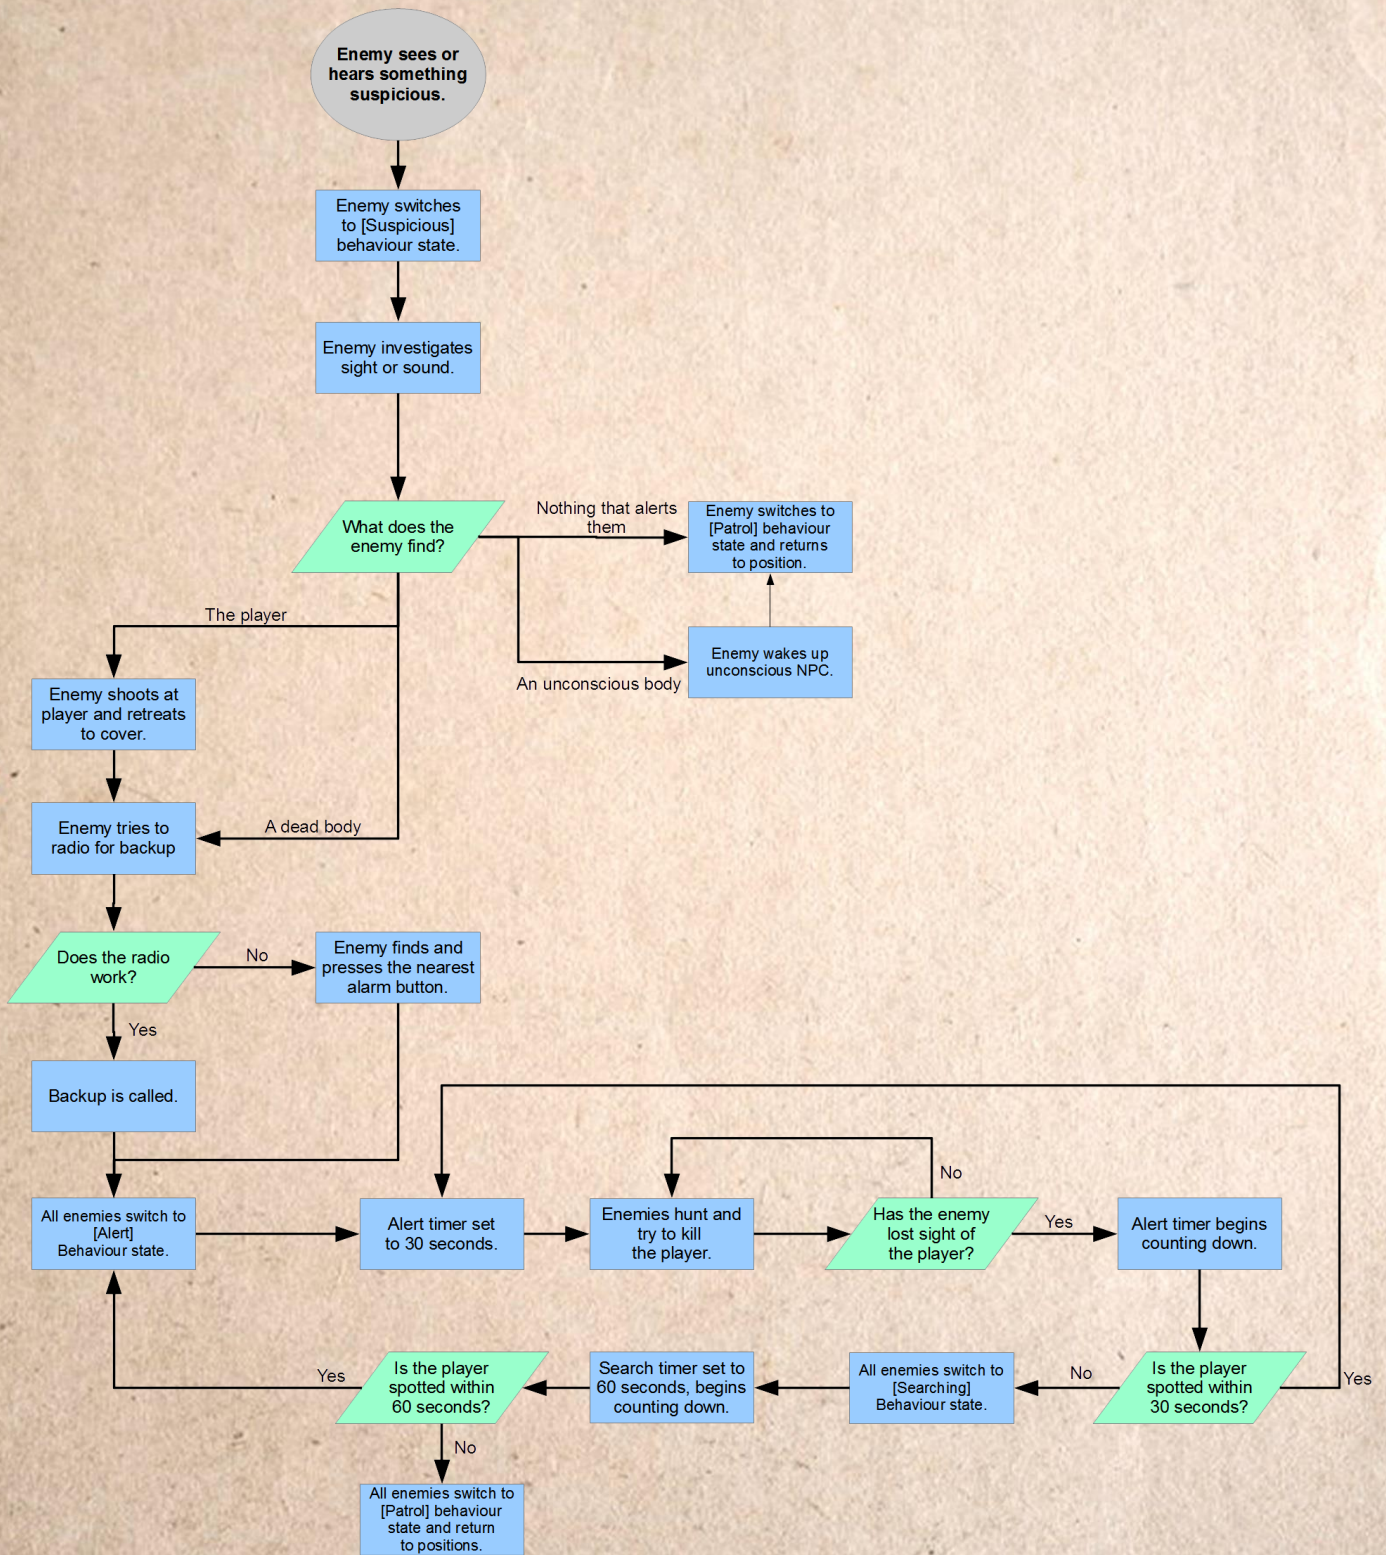 Enemy sees or
hears something
suspicious.
Enemy switches
to [Suspicious]
behaviour state.
Enemy investigates
sight or sound.
What does the
enemy find?
Nothing that alerts
them
Enemy switches to
[Patrol] behaviour
state and returns
to position.
The player
An unconscious body
Enemy wakes up
unconscious NPC.
Enemy shoots at
player and retreats
to cover.
Enemy tries to
radio for backup
A dead body
Does the radio
work?
No
Enemy finds and
presses the nearest
alarm button.
Yes
Backup is called.
All enemies switch to
[Alert]
Behaviour state.
Alert timer set
to 30 seconds.
Enemies hunt and
try to kill
the player.
No
Has the enemy
lost sight of
the player?
Yes
Alert timer begins
counting down.
Yes
Is the player
spotted within
60 seconds?
Search timer set to
60 seconds, begins
counting down.
All enemies switch to
[Searching]
Behaviour state.
No
Is the player
spotted within
30 seconds?
Yes
No
All enemies switch to
[Patrol] behaviour
state and return
to positions.